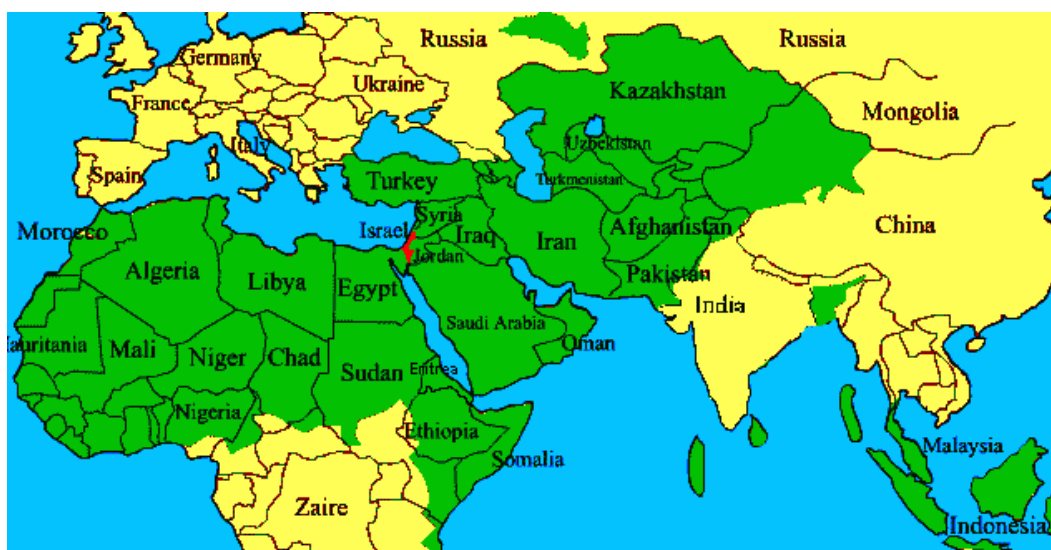 Russia
Russia
Germany
Ukraine
Kazakhstan
France
Mongolia
Italy
Uzbekistan
Spain
Turkey
Turkmenistan
Syria
Afghanistan
China
Morocco
Israel
Iraq
Iran
Jordan
Algeria
Libya
Egypt
Pakistan
India
Saudi Arabia
Mauritania
Mali
Niger
Chad
Sudan
Eritrea
Oman
Nigeria
Ethiopia
Somalia
Malaysia
Zaire
Indonesia